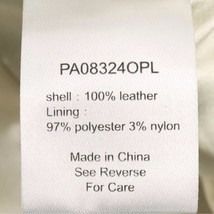 PA08324OPL
shell : 100% leather
Lining :
97% polyester 3% nylon
Made in China
See Reverse
For Care